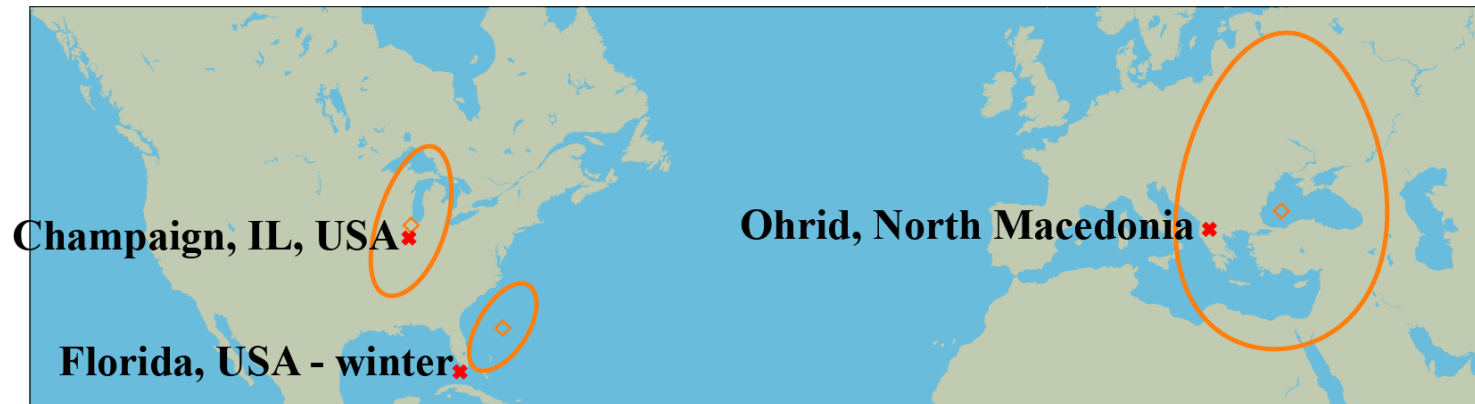 Champaign, IL, USA
Ohrid, North Macedonia
Florida, USA - winter